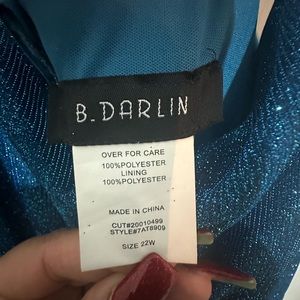 B.DARLIN
OVER FOR CARE
100%POLYESTER
LINING
100%POLYESTER
MADE IN CHINA
CUT#20010499
STYLE#7AT8909
SIZE 22W